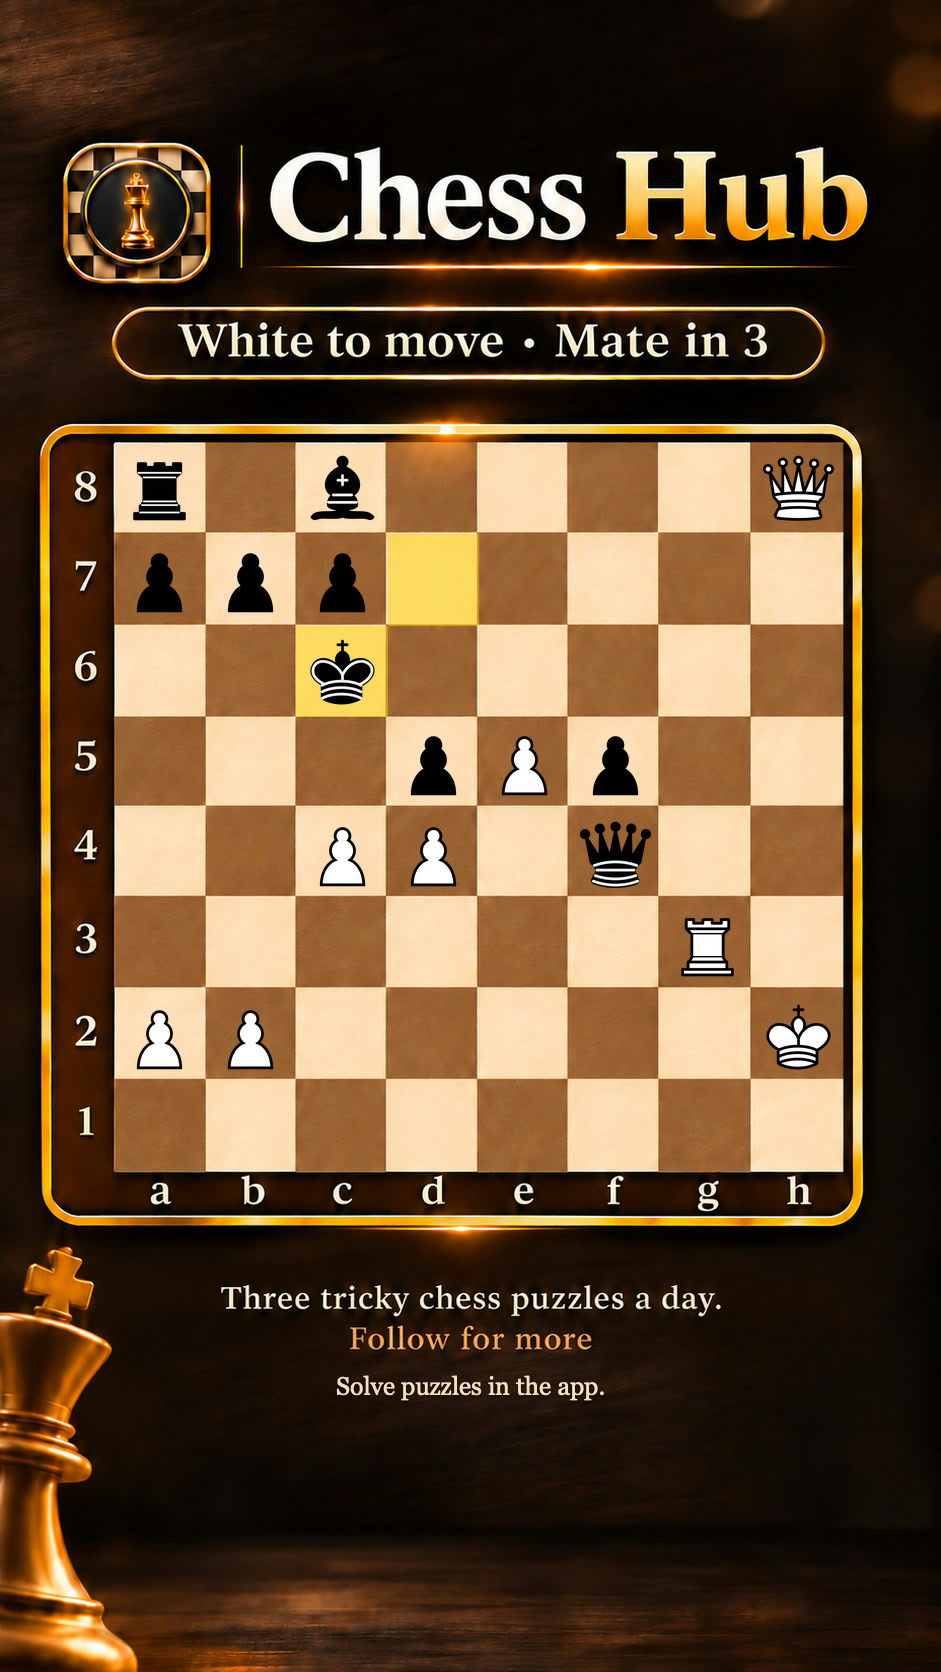 Chess Hub
White to move • Mate in 3
8
7
6
5
4
3
2
1
a b c d e f g h
Three tricky chess puzzles a day.
Follow for more
Solve puzzles in the app.